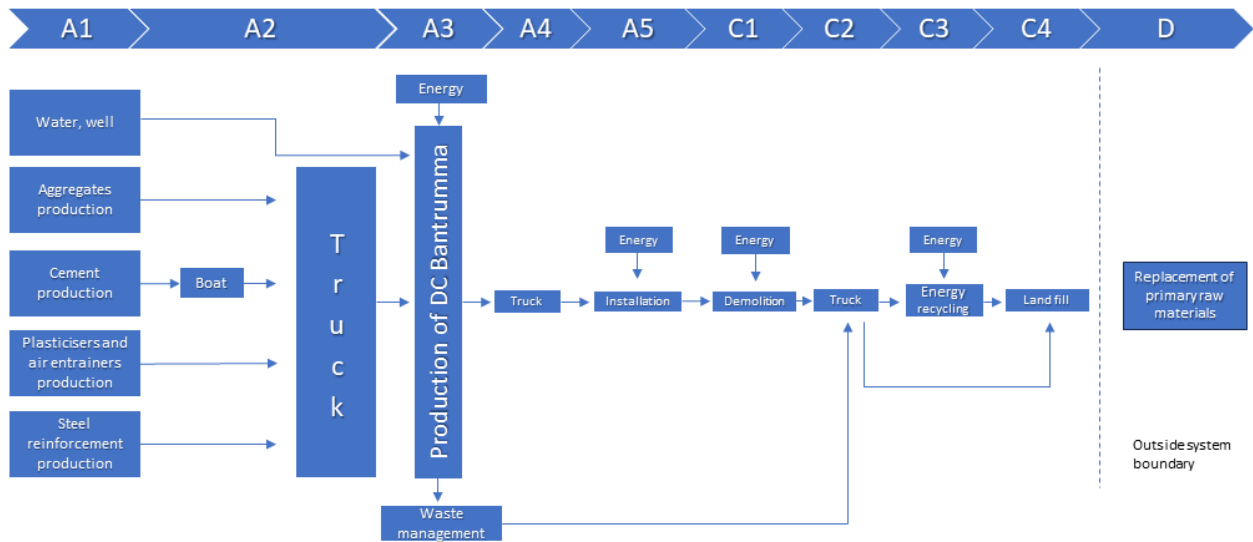 A1 A2 A3 A4 A5 C1 C2 C3 C4 D
Energy
Water, well
Aggregates
production
Cement
production
Boat
Plasticisers and
air entrainers
production
Steel
reinforcement
production
Truck
Production of DC Bantrumma
Waste
management
Truck
Energy
Installation
Energy
Demolition
Truck
Energy
Energy
recycling
Land fill
Replacement of
primary raw
materials
Outside system
boundary